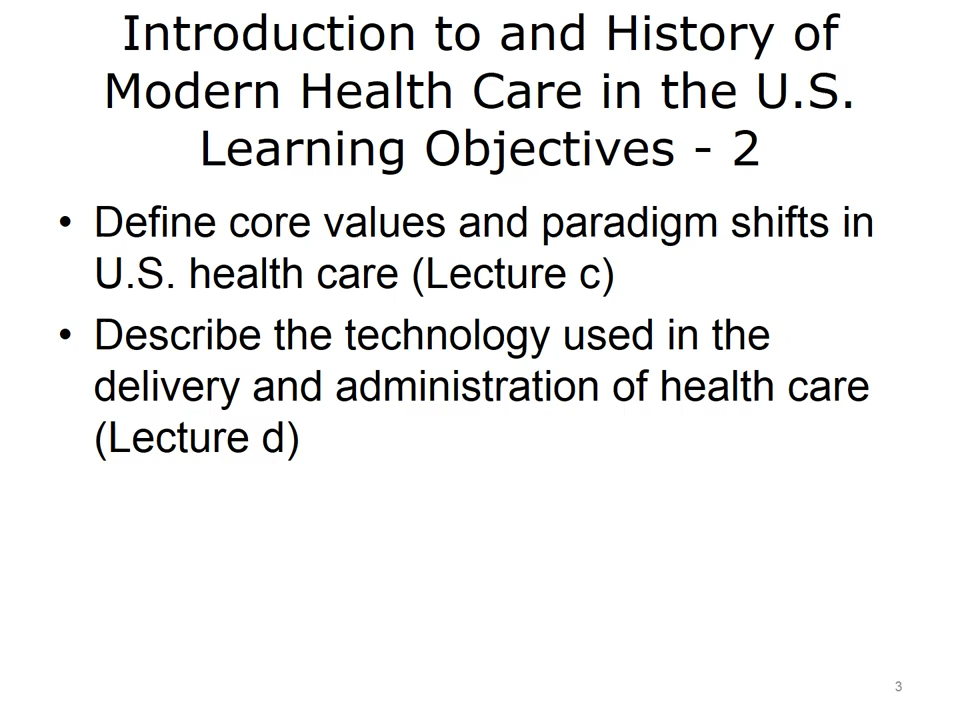 Introduction to and History of
Modern Health Care in the U.S.
Learning Objectives - 2
• Define core values and paradigm shifts in
U.S. health care (Lecture c)
• Describe the technology used in the
delivery and administration of health care
(Lecture d)
3